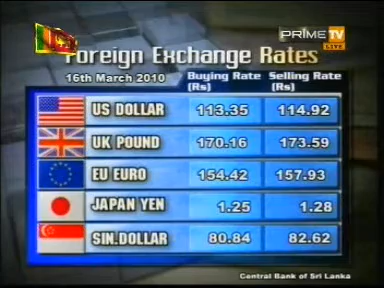 PRIME TV
LIVE
Foreign Exchange Rates
16th March 2010 Buying Rate (Rs) Selling Rate (Rs)
US DOLLAR 113.35 114.92
UK POUND 170.16 173.59
EU EURO 154.42 157.93
JAPAN YEN 1.25 1.28
SIN.DOLLAR 80.84 82.62
Central Bank of Sri Lanka